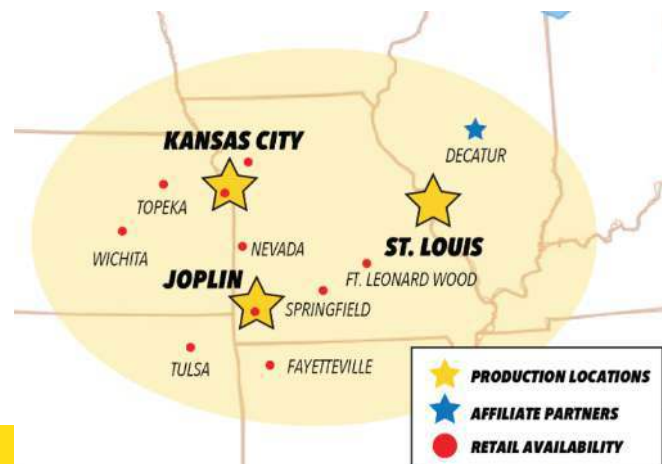 KANSAS CITY
DECATUR
TOPEKA
WICHITA
NEVADA
ST. LOUIS
JOPLIN
FT. LEONARD WOOD
SPRINGFIELD
TULSA
FAYETTEVILLE
PRODUCTION LOCATIONS
AFFILIATE PARTNERS
RETAIL AVAILABILITY